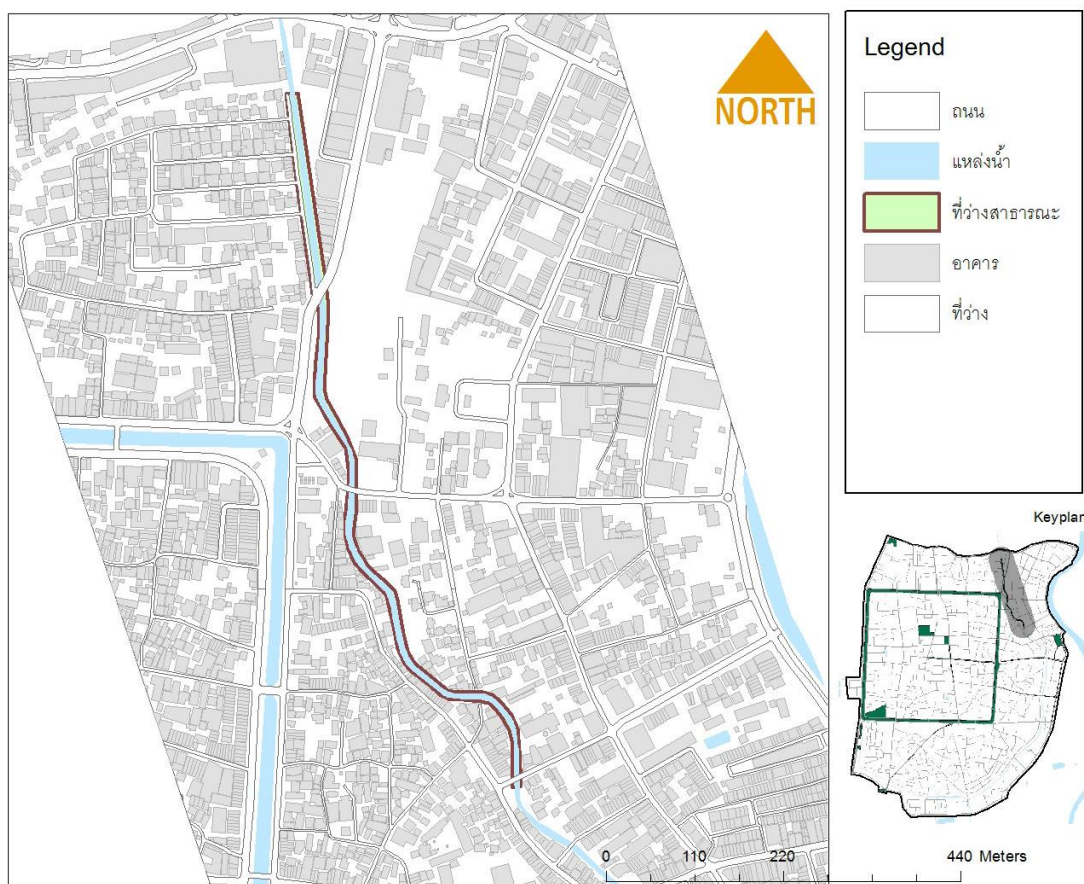 NORTH
Legend
ถนน
แหล่งน้ำ
ที่ว่างสาธารณะ
อาคาร
ที่ว่าง
Keyplan
0 110 220 440 Meters